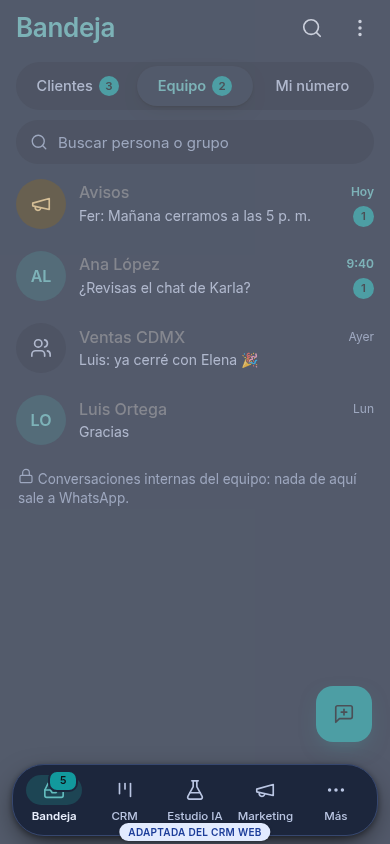 Bandeja
Clientes 3 Equipo 2 Mi número
Buscar persona o grupo
Avisos Hoy
Fer: Mañana cerramos a las 5 p. m. 1
AL Ana López 9:40
¿Revisas el chat de Karla? 1
Ventas CDMX Ayer
Luis: ya cerré con Elena 🎉
LO Luis Ortega Lun
Gracias
Conversaciones internas del equipo: nada de aquí
sale a WhatsApp.
5
Bandeja CRM Estudio IA Marketing Más
ADAPTADA DEL CRM WEB